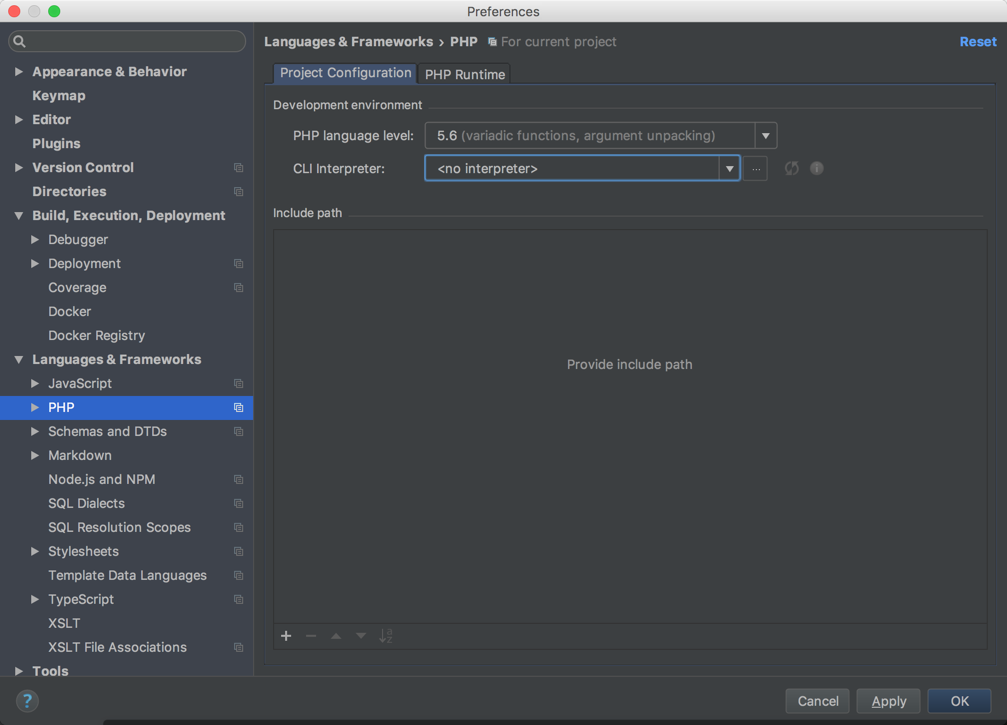 Preferences
Languages & Frameworks › PHP For current project Reset
Appearance & Behavior
Keymap
Editor
Plugins
Version Control
Directories
Build, Execution, Deployment
Debugger
Deployment
Coverage
Docker
Docker Registry
Languages & Frameworks
JavaScript
PHP
Schemas and DTDs
Markdown
Node.js and NPM
SQL Dialects
SQL Resolution Scopes
Stylesheets
Template Data Languages
TypeScript
XSLT
XSLT File Associations
Tools
Project Configuration PHP Runtime
Development environment
PHP language level: 5.6 (variadic functions, argument unpacking)
CLI Interpreter: <no interpreter> ...
Include path
Provide include path
? Cancel Apply OK